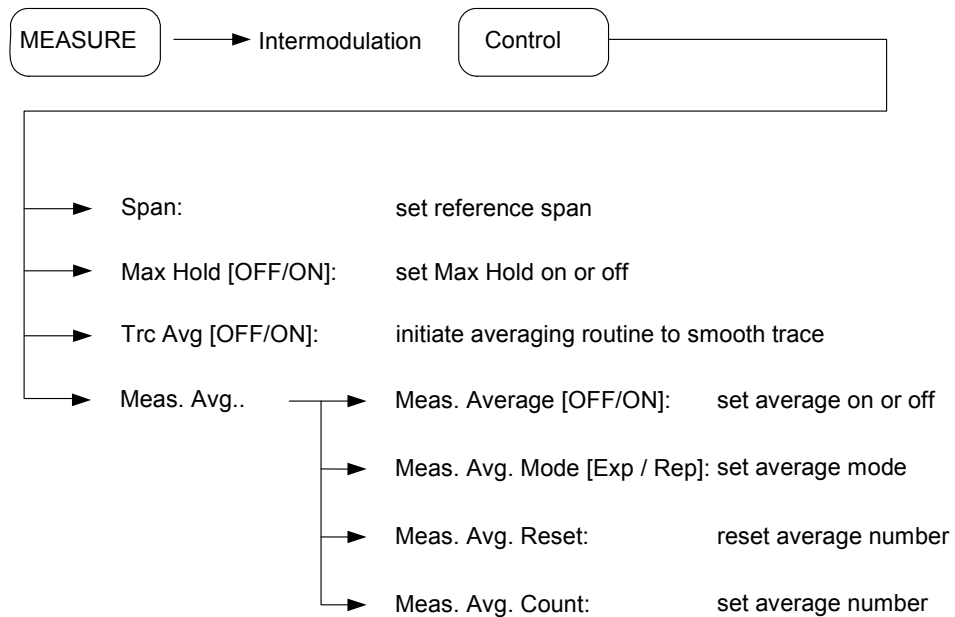 MEASURE Intermodulation Control
Span: set reference span
Max Hold [OFF/ON]: set Max Hold on or off
Trc Avg [OFF/ON]: initiate averaging routine to smooth trace
Meas. Avg.. Meas. Average [OFF/ON]: set average on or off
Meas. Avg. Mode [Exp / Rep]: set average mode
Meas. Avg. Reset: reset average number
Meas. Avg. Count: set average number